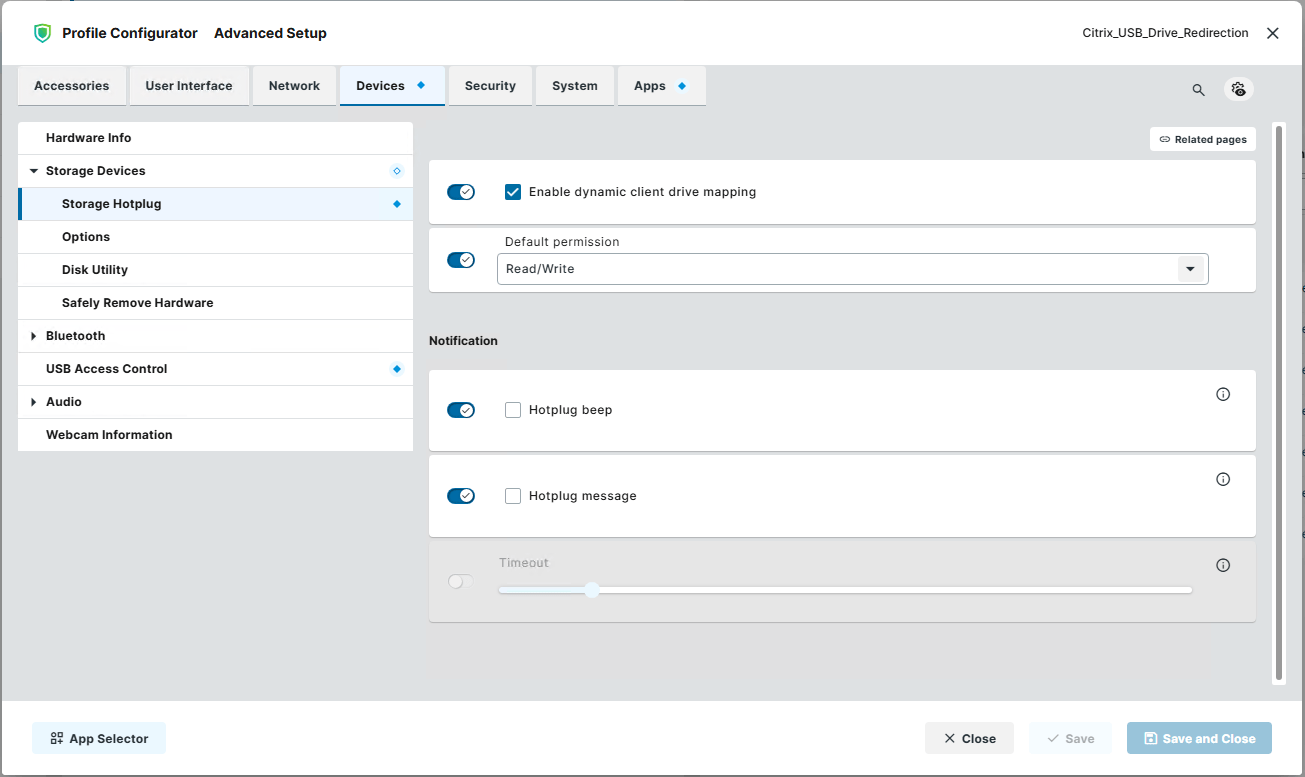 Profile Configurator Advanced Setup Citrix_USB_Drive_Redirection
Accessories User Interface Network Devices Security System Apps
Hardware Info
Storage Devices
Storage Hotplug
Options
Disk Utility
Safely Remove Hardware
Bluetooth
USB Access Control
Audio
Webcam Information
Related pages
Enable dynamic client drive mapping
Default permission
Read/Write
Notification
Hotplug beep
Hotplug message
Timeout
App Selector Close Save Save and Close